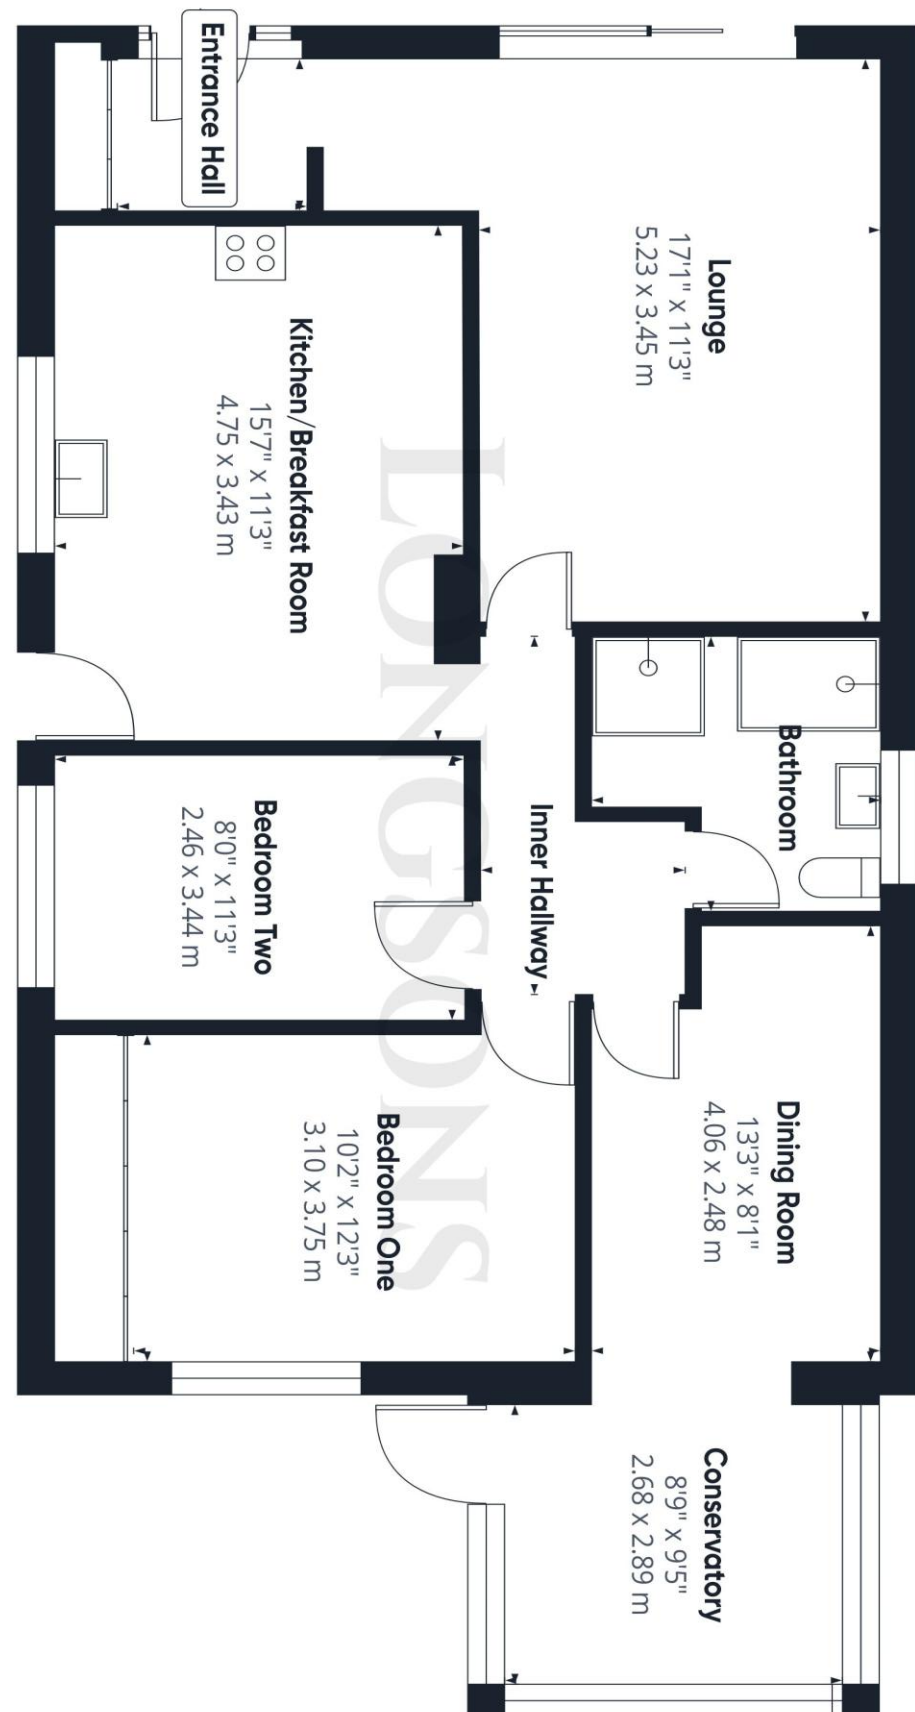 Lounge
17'1" x 11'3"
5.23 x 3.45 m
Bathroom
Dining Room
13'3" x 8'1"
4.06 x 2.48 m
Conservatory
8'9" x 9'5"
2.68 x 2.89 m
Inner Hallway
LONGSONS
Entrance Hall
Kitchen/Breakfast Room
15'7" x 11'3"
4.75 x 3.43 m
Bedroom Two
8'0" x 11'3"
2.46 x 3.44 m
Bedroom One
10'2" x 12'3"
3.10 x 3.75 m